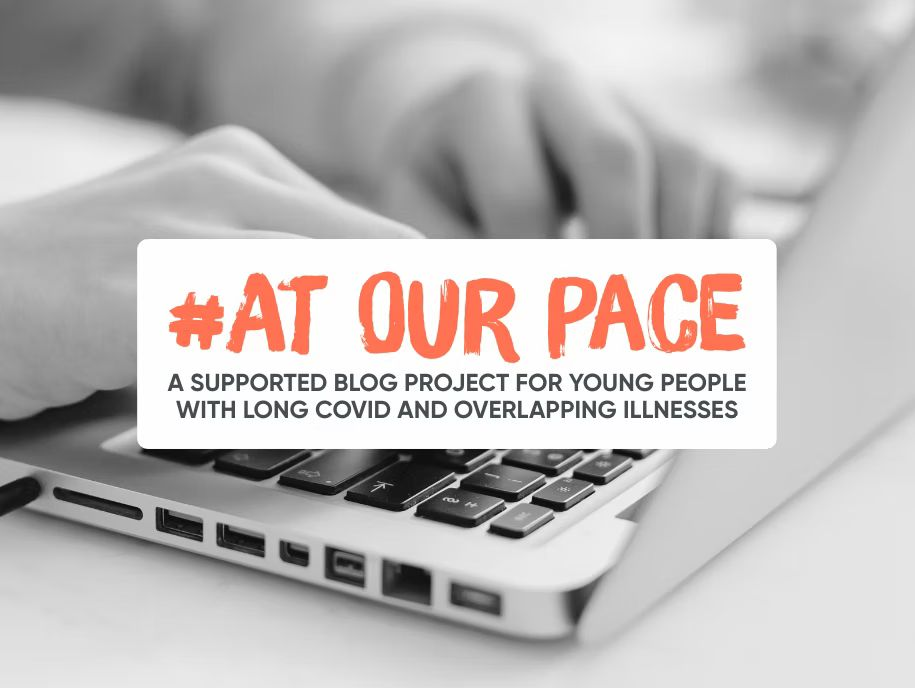 #AT OUR PACE
A SUPPORTED BLOG PROJECT FOR YOUNG PEOPLE
WITH LONG COVID AND OVERLAPPING ILLNESSES